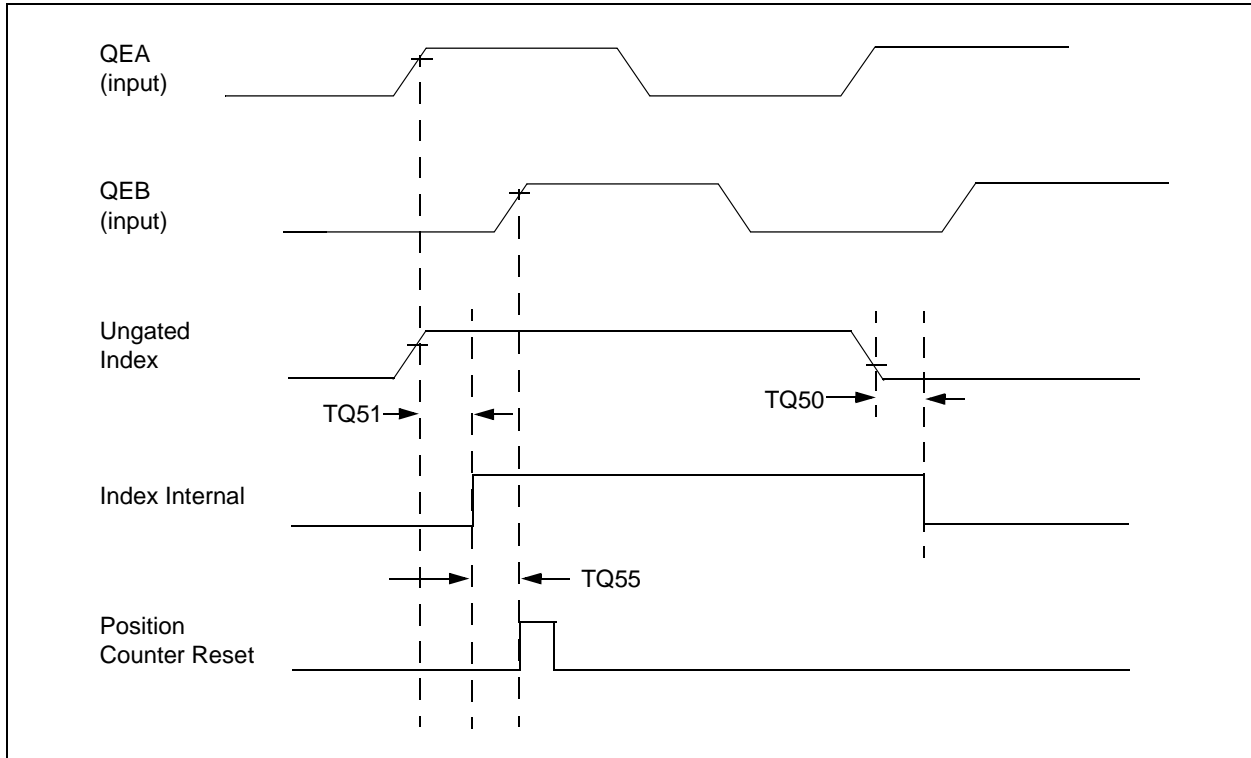 QEA
(input)
QEB
(input)
Ungated
Index
TQ51
TQ50
Index Internal
TQ55
Position
Counter Reset